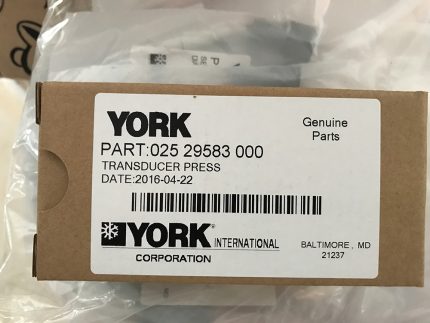 YORK
Genuine
Parts
PART:025 29583 000
TRANSDUCER PRESS
DATE:2016-04-22
YORK® INTERNATIONAL
CORPORATION
BALTIMORE, MD
21237